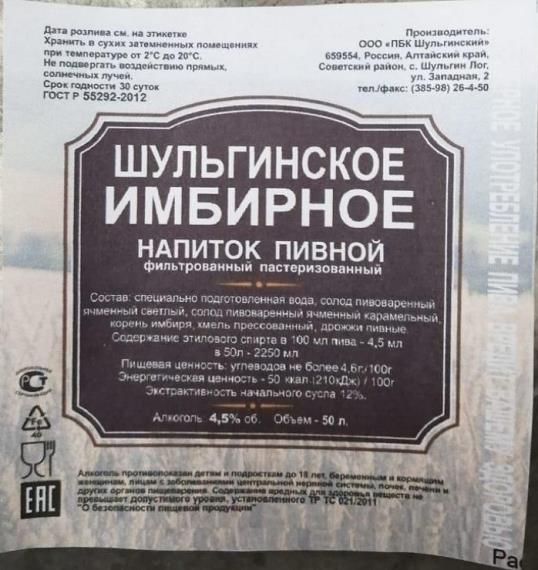 Дата розлива см. на этикетке
Хранить в сухих затемненных помещениях
при температуре от 2°С до 20°С.
Не подвергать воздействию прямых,
солнечных лучей.
Срок годности 30 суток
ГОСТ Р 55292-2012
Производитель:
ООО «ПБК Шульгинский»
659554, Россия, Алтайский край,
Советский район, с. Шульгин Лог,
ул. Западная, 2
тел./факс: (385-98) 26-4-50
ШУЛЬГИНСКОЕ
ИМБИРНОЕ
НАПИТОК ПИВНОЙ
фильтрованный пастеризованный
Состав: специально подготовленная вода, солод пивоваренный
ячменный светлый, солод пивоваренный ячменный карамельный,
корень имбиря, хмель прессованный, дрожжи пивные.
Содержание этилового спирта в 100 мл пива - 4,5 мл
в 50л - 2250 мл
Пищевая ценность: углеводов не более 4,6г/100г
Энергетическая ценность - 50 ккал (210кДж) / 100г
Экстрактивность начального сусла 12%.
Алкоголь: 4,5% об. Объем - 50 л.
РСТ
Fe
40
EAC
Алкоголь противопоказан детям и подросткам до 18 лет, беременным и кормящим
женщинам, лицам с заболеваниями центральной нервной системы, почек, печени и
других органов пищеварения. Содержание вредных для здоровья веществ не
превышает допустимого уровня, установленного ТР ТС 021/2011
"О безопасности пищевой продукции"
УПОТРЕБЛЕНИЕ
Рас